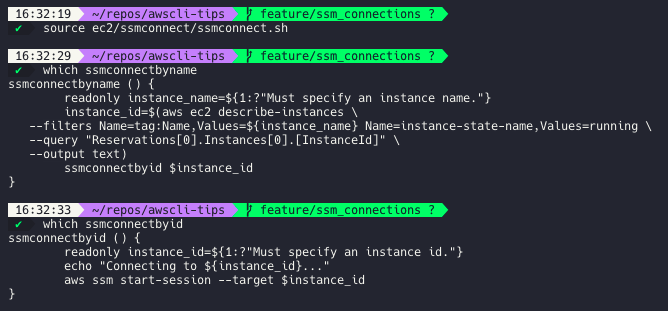 16:32:19 ~/repos/awscli-tips feature/ssm_connections ?
✔ source ec2/ssmconnect/ssmconnect.sh
16:32:29 ~/repos/awscli-tips feature/ssm_connections ?
✔ which ssmconnectbyname
ssmconnectbyname () {
readonly instance_name=${1:?"Must specify an instance name."}
instance_id=$(aws ec2 describe-instances \
--filters Name=tag:Name,Values=${instance_name} Name=instance-state-name,Values=running \
--query "Reservations[0].Instances[0].[InstanceId]" \
--output text)
ssmconnectbyid $instance_id
}
16:32:33 ~/repos/awscli-tips feature/ssm_connections ?
✔ which ssmconnectbyid
ssmconnectbyid () {
readonly instance_id=${1:?"Must specify an instance id."}
echo "Connecting to ${instance_id}..."
aws ssm start-session --target $instance_id
}